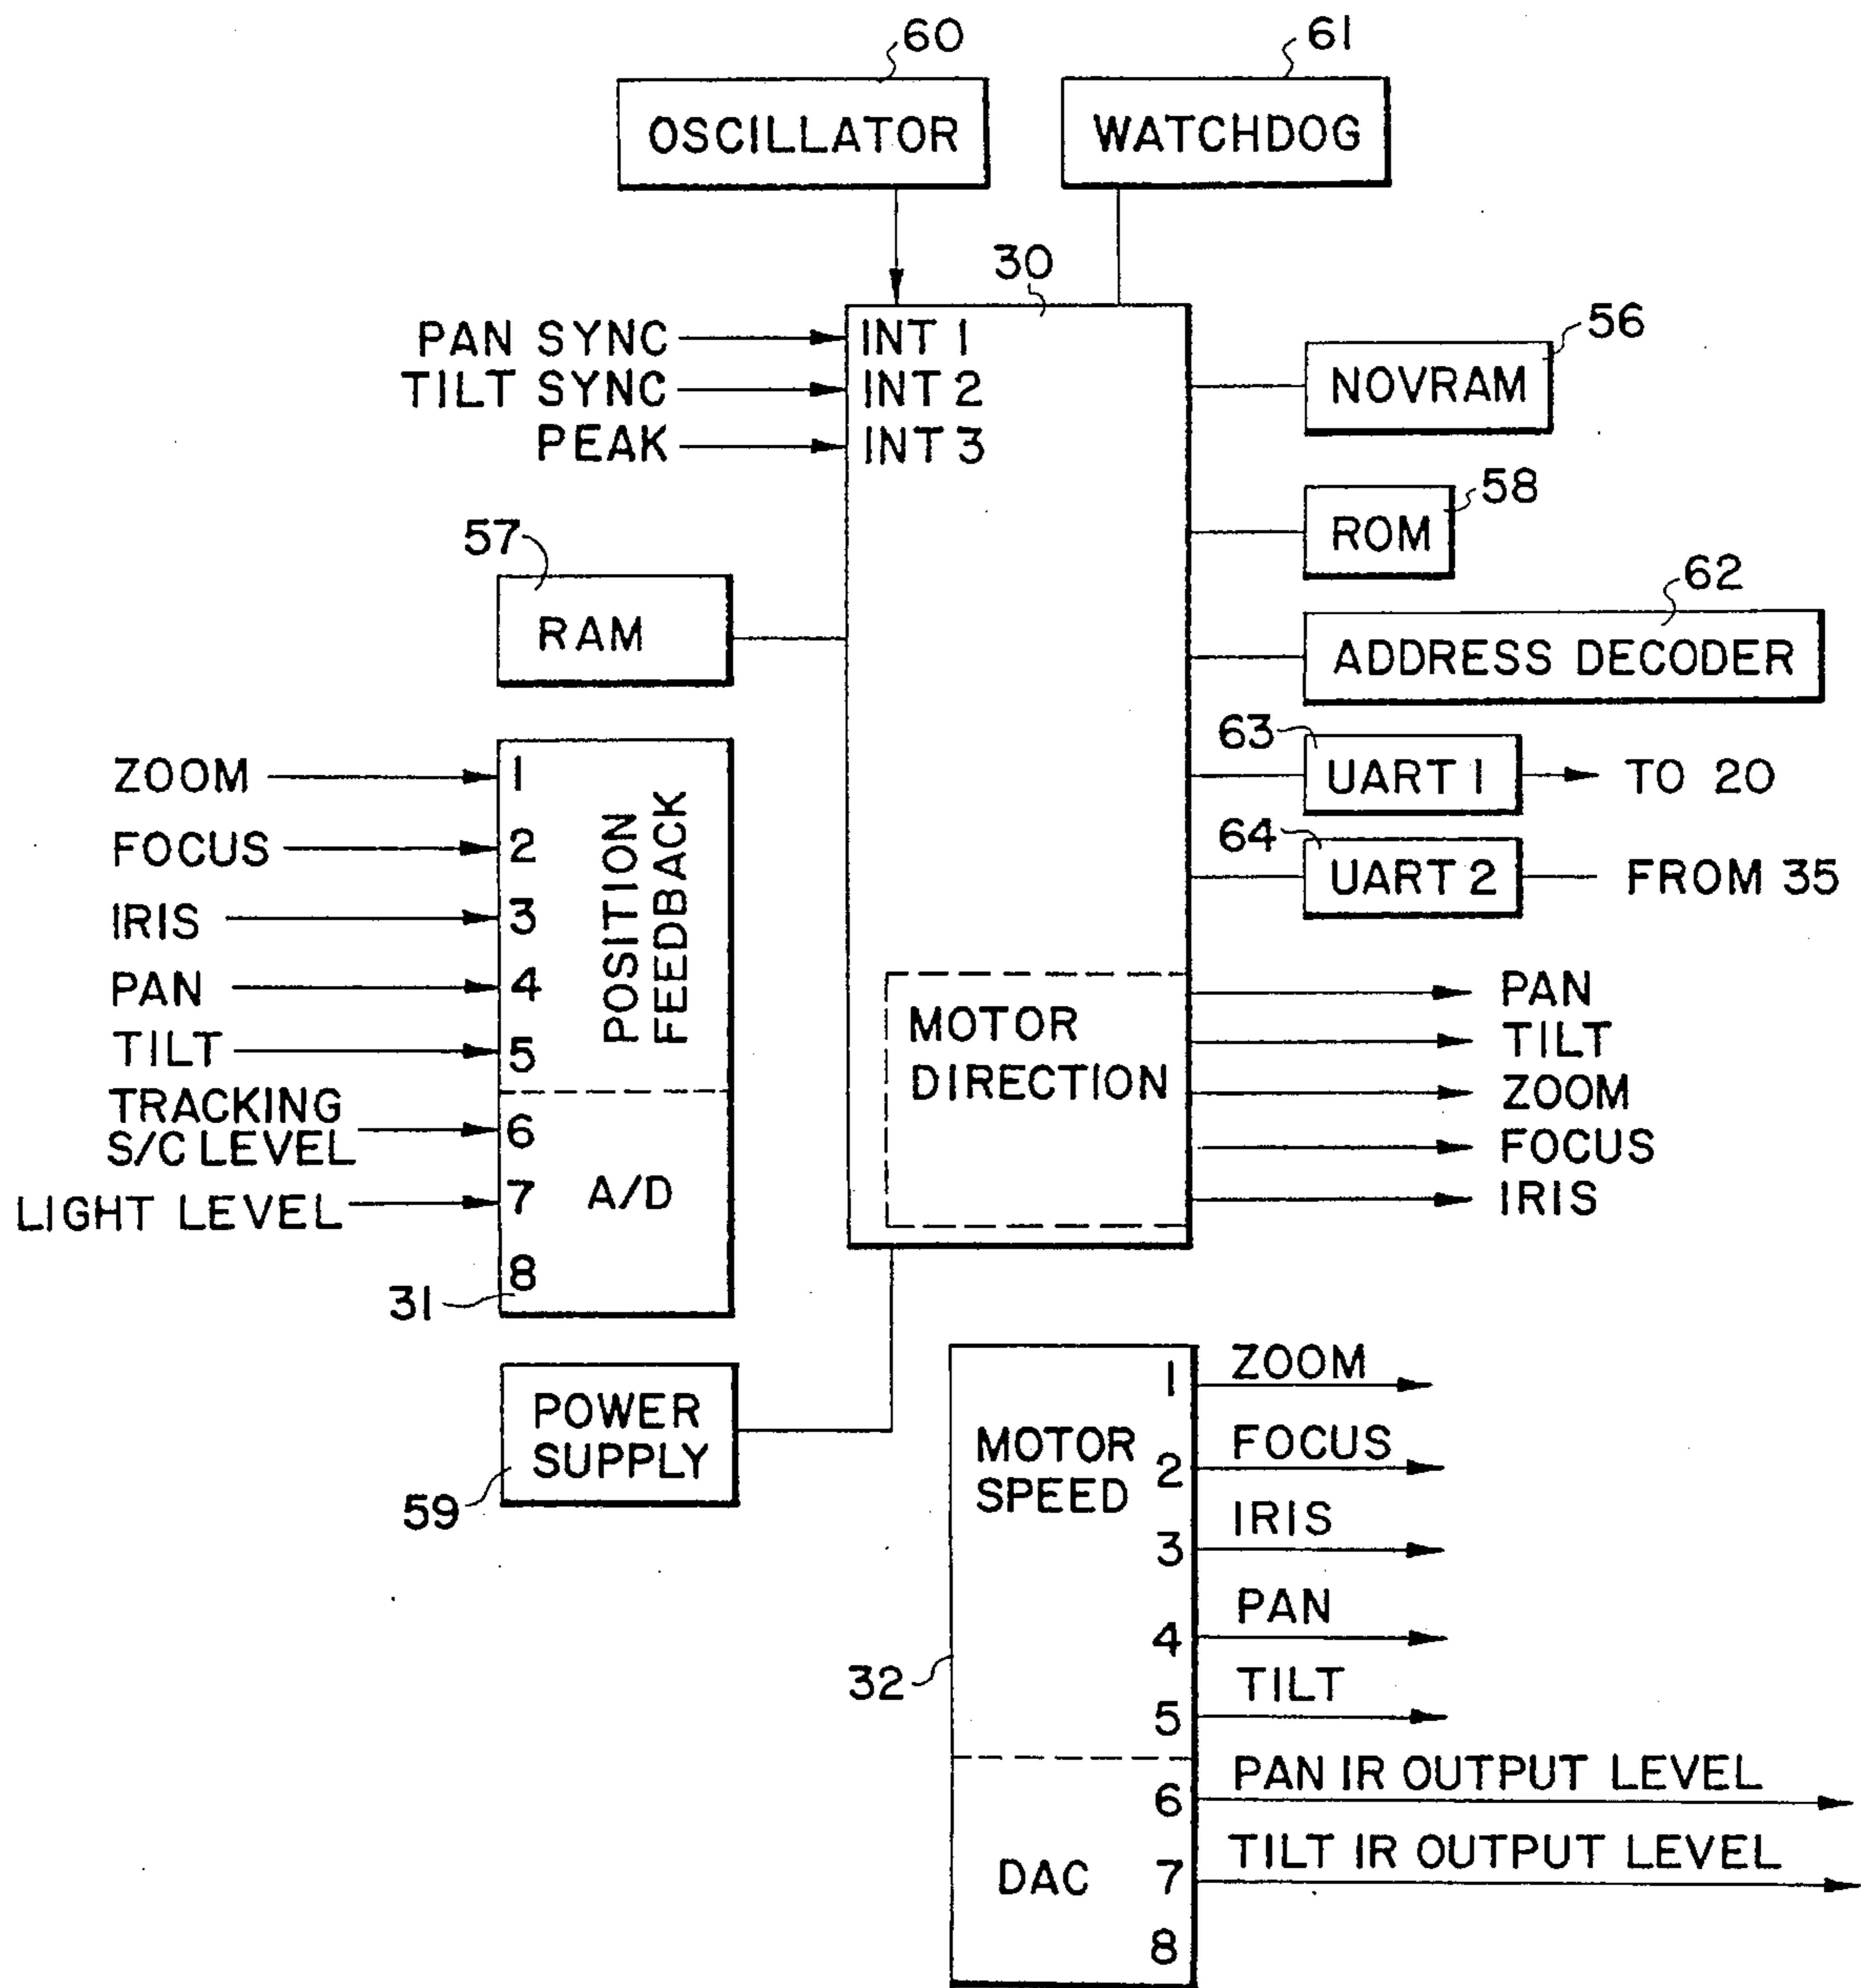 60
61
OSCILLATOR
WATCHDOG
30
PAN SYNC
INT 1
TILT SYNC
INT 2
PEAK
INT 3
56
NOVRAM
58
ROM
57
RAM
62
ADDRESS DECODER
63
UART 1
TO 20
64
UART 2
FROM 35
ZOOM
1
FOCUS
2
IRIS
3
PAN
4
TILT
5
POSITION
FEEDBACK
TRACKING
S/C LEVEL
6
LIGHT LEVEL
7
A/D
8
31
MOTOR
DIRECTION
PAN
TILT
ZOOM
FOCUS
IRIS
POWER
SUPPLY
59
MOTOR
SPEED
1
ZOOM
2
FOCUS
3
IRIS
4
PAN
5
TILT
32
6
PAN IR OUTPUT LEVEL
DAC
7
TILT IR OUTPUT LEVEL
8